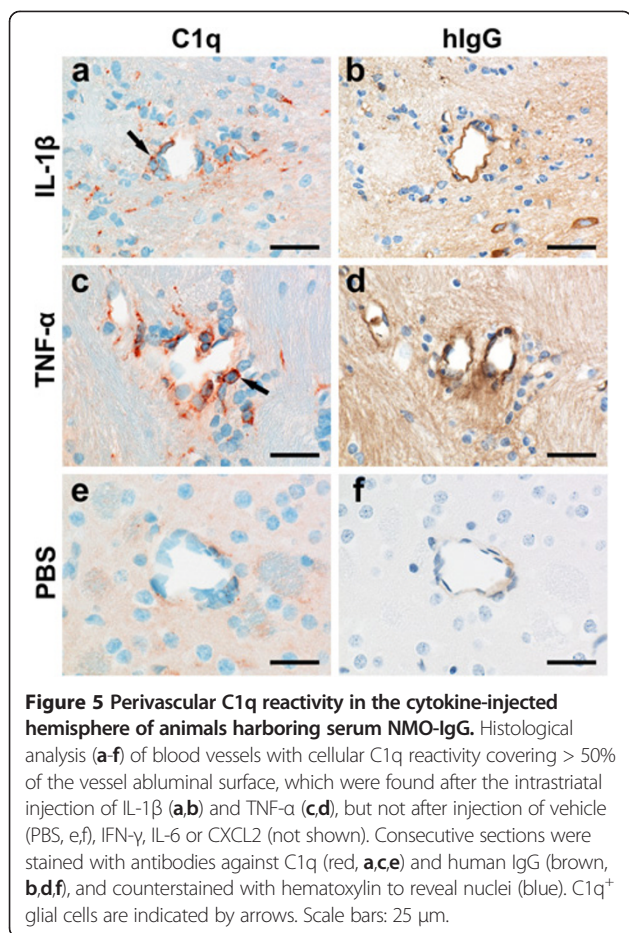 C1q hIgG
a b
IL-1β
c d
TNF-α
e f
PBS
Figure 5 Perivascular C1q reactivity in the cytokine-injected
hemisphere of animals harboring serum NMO-IgG. Histological
analysis (a-f) of blood vessels with cellular C1q reactivity covering > 50%
of the vessel abluminal surface, which were found after the intrastriatal
injection of IL-1β (a,b) and TNF-α (c,d), but not after injection of vehicle
(PBS, e,f), IFN-γ, IL-6 or CXCL2 (not shown). Consecutive sections were
stained with antibodies against C1q (red, a,c,e) and human IgG (brown,
b,d,f), and counterstained with hematoxylin to reveal nuclei (blue). C1q+
glial cells are indicated by arrows. Scale bars: 25 μm.